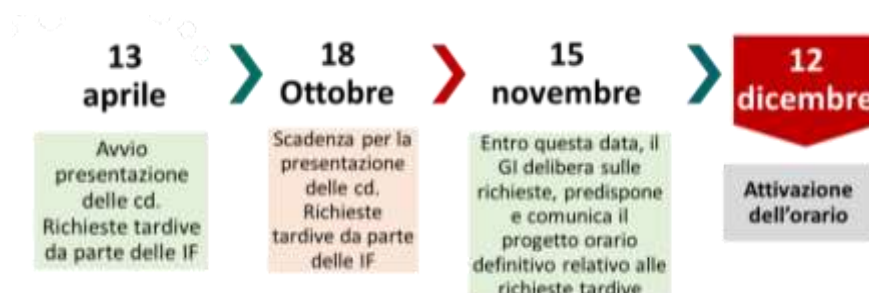 13
aprile
Avvio
presentazione
delle cd.
Richieste tardive
da parte delle IF
18
Ottobre
Scadenza per la
presentazione
delle cd.
Richieste
tardive da parte
delle IF
15
novembre
Entro questa data, il
GI delibera sulle
richieste, predispone
e comunica il
progetto orario
definitivo relativo alle
richieste tardive
12
dicembre
Attivazione
dell'orario